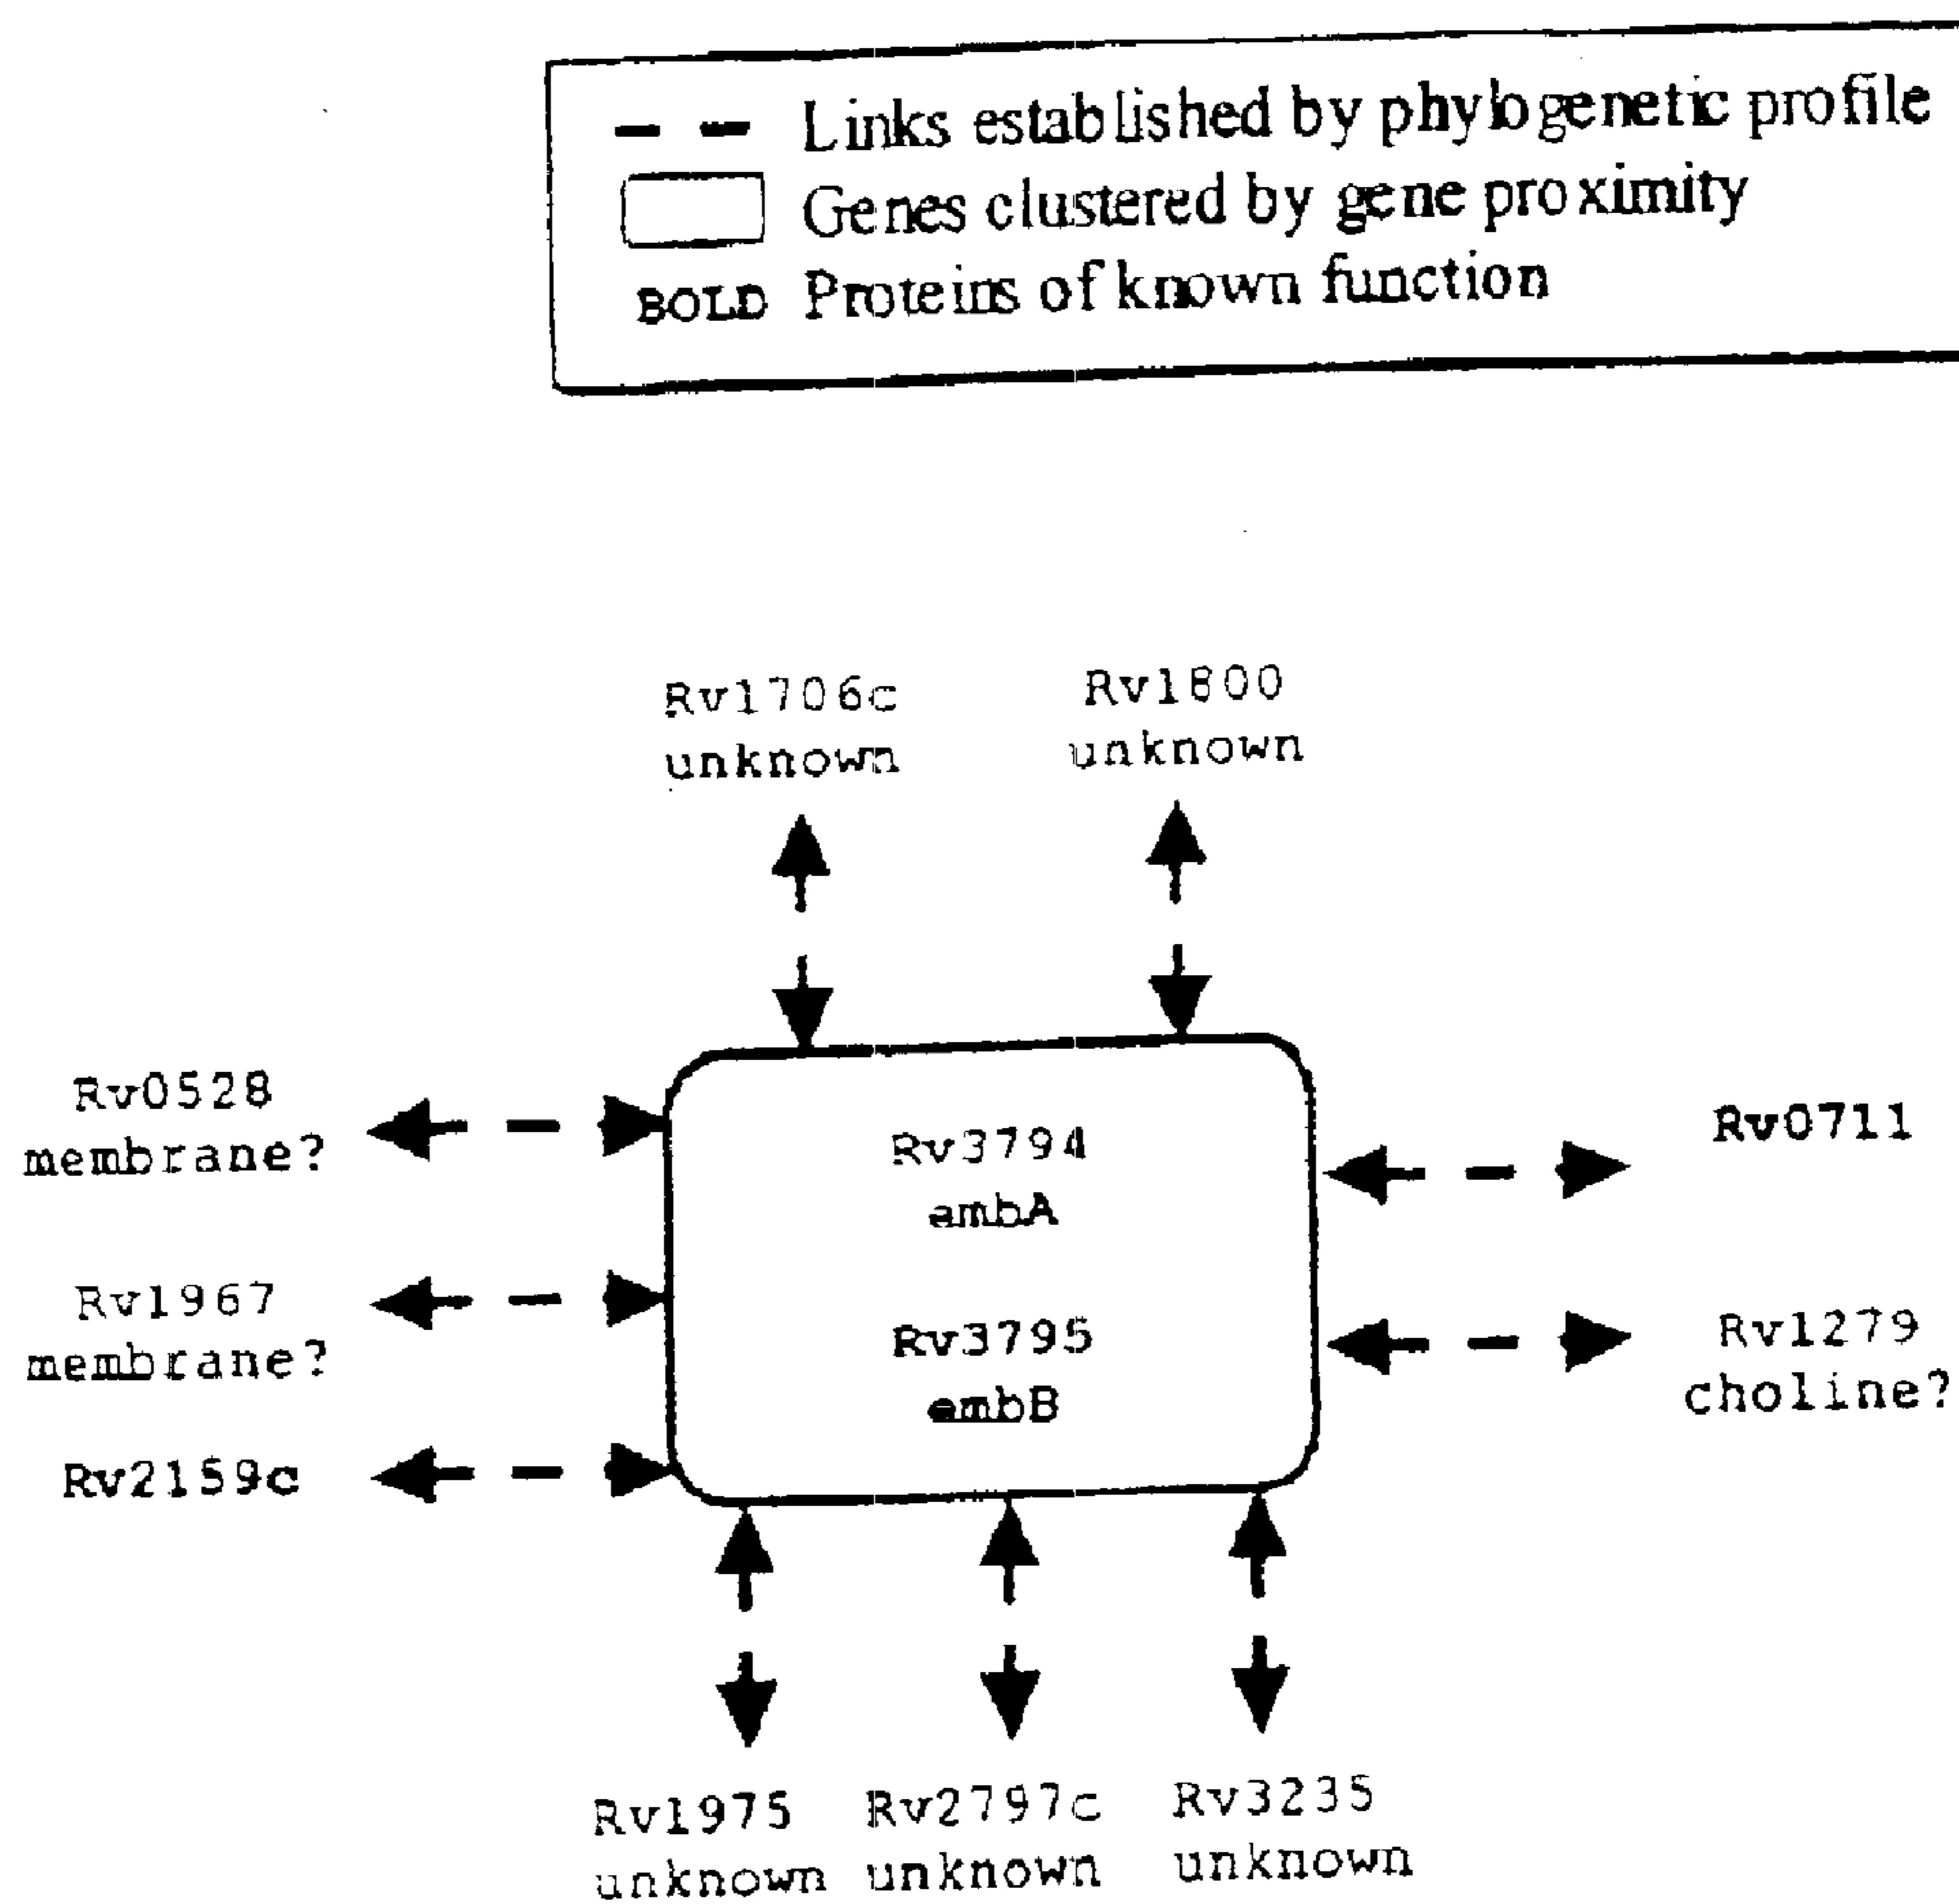 Links established by phylogenetic profile
Genes clustered by gene proximity
BOLD Proteins of known function
Rv1706c
unknown
Rv1800
unknown
Rv0528
membrane?
Rv1967
membrane?
Rv2159c
Rv3794
embA
Rv3795
embB
Rv0711
Rv1279
choline?
Rv1975
unknown
Rv2797c
unknown
Rv3235
unknown